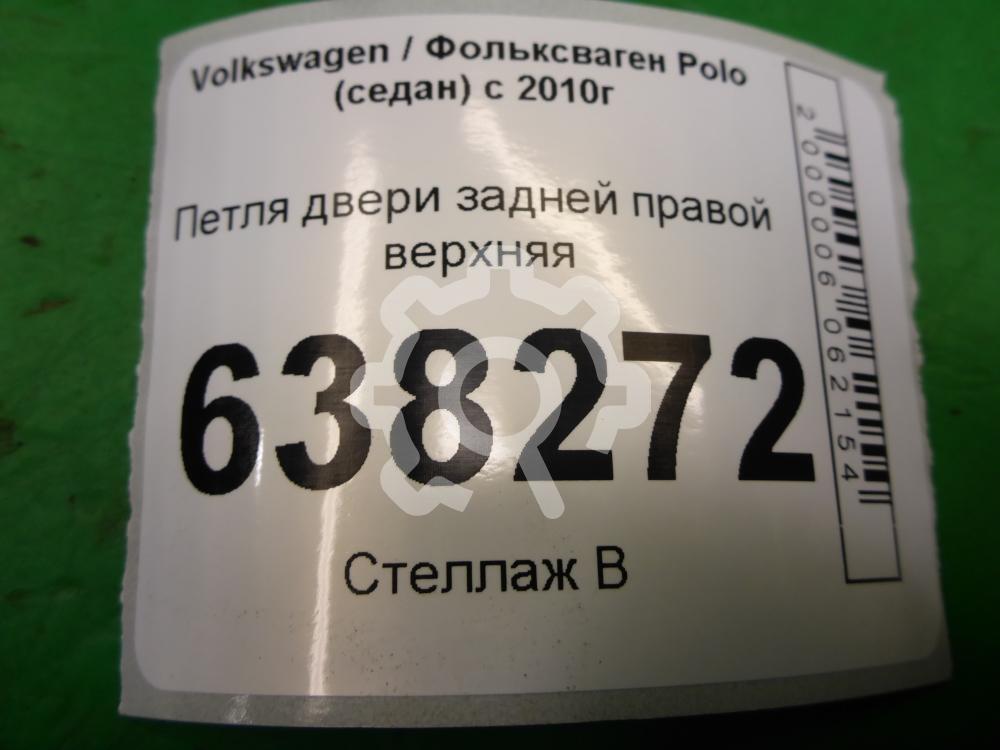 Volkswagen / Фольксваген Polo
(седан) с 2010г
Петля двери задней правой
верхняя
638272
Стеллаж В
2000006062154